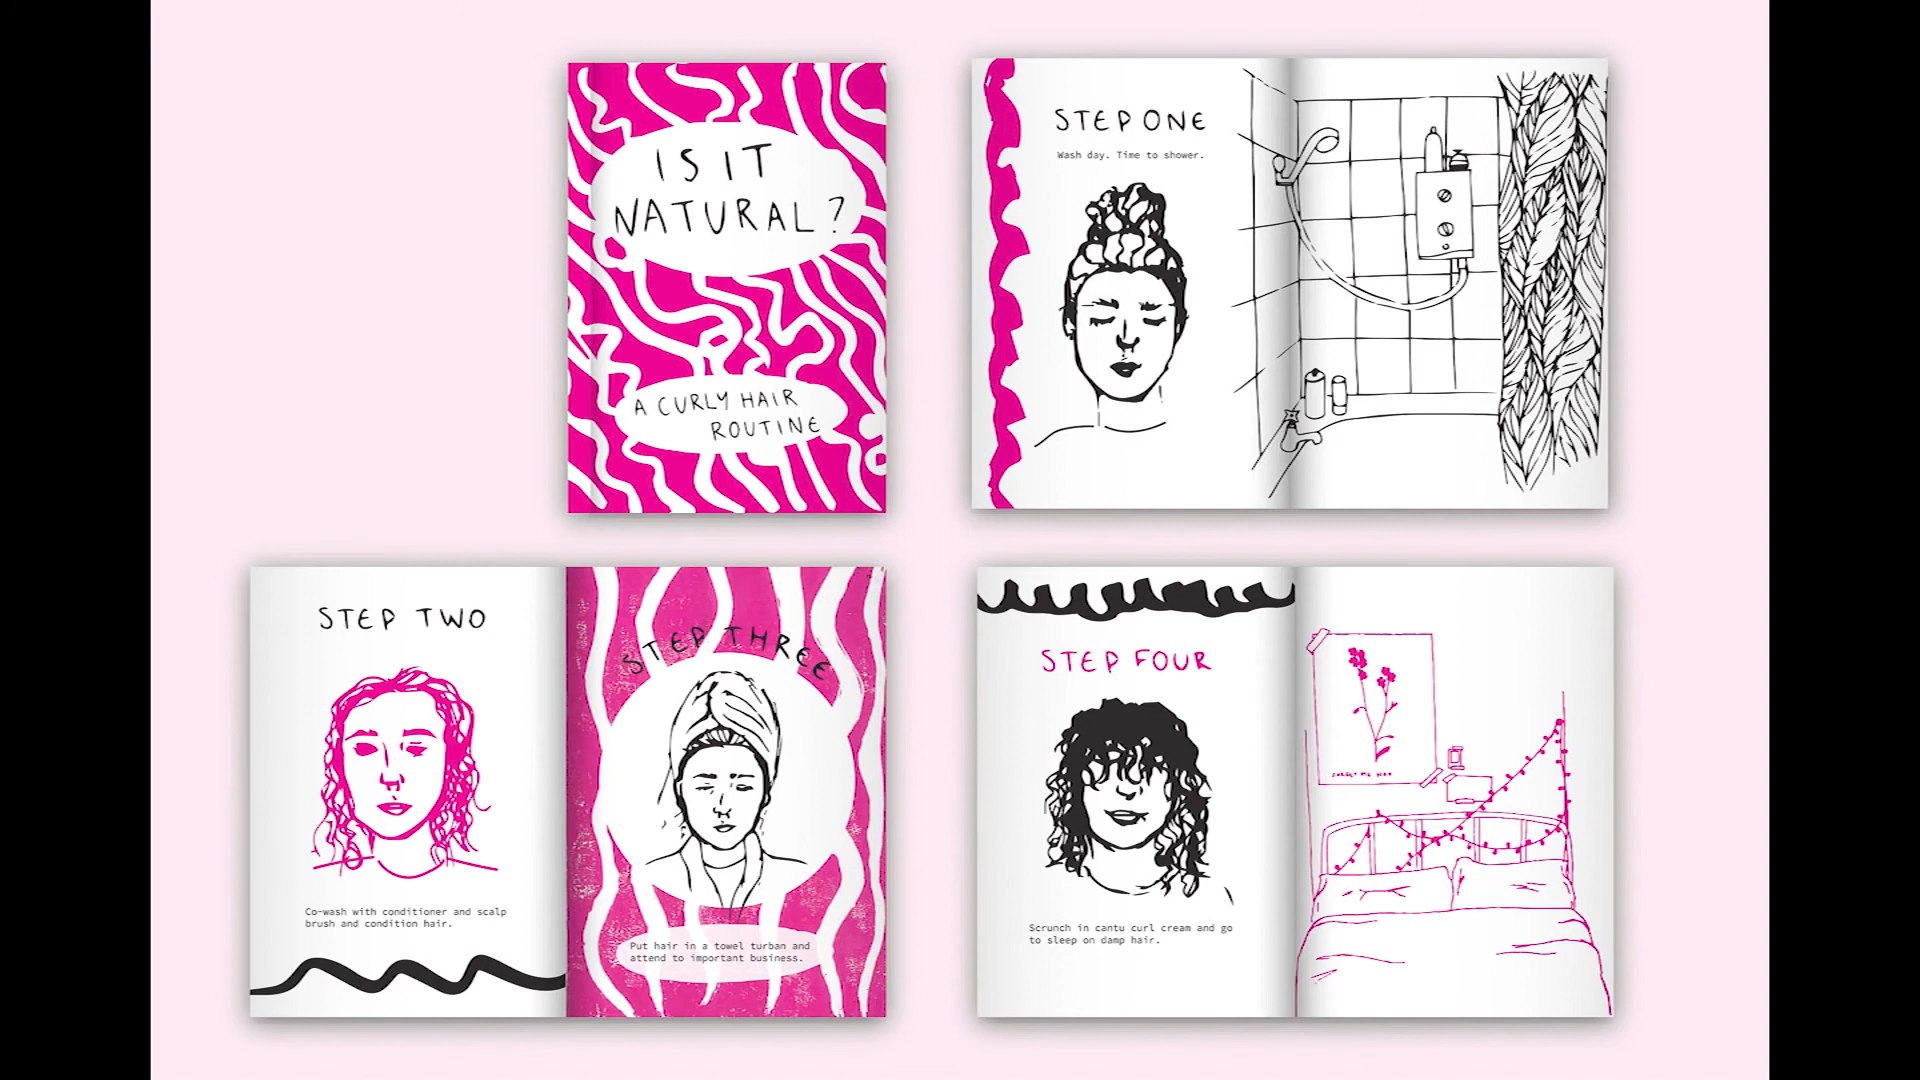 IS IT
NATURAL?
A CURLY HAIR
ROUTINE
STEP ONE
Wash day. Time to shower.
STEP TWO
Co-wash with conditioner and scalp
brush and condition hair.
STEP THREE
Put hair in a towel turban and
attend to important business.
STEP FOUR
Scrunch in cantu curl cream and go
to sleep on damp hair.